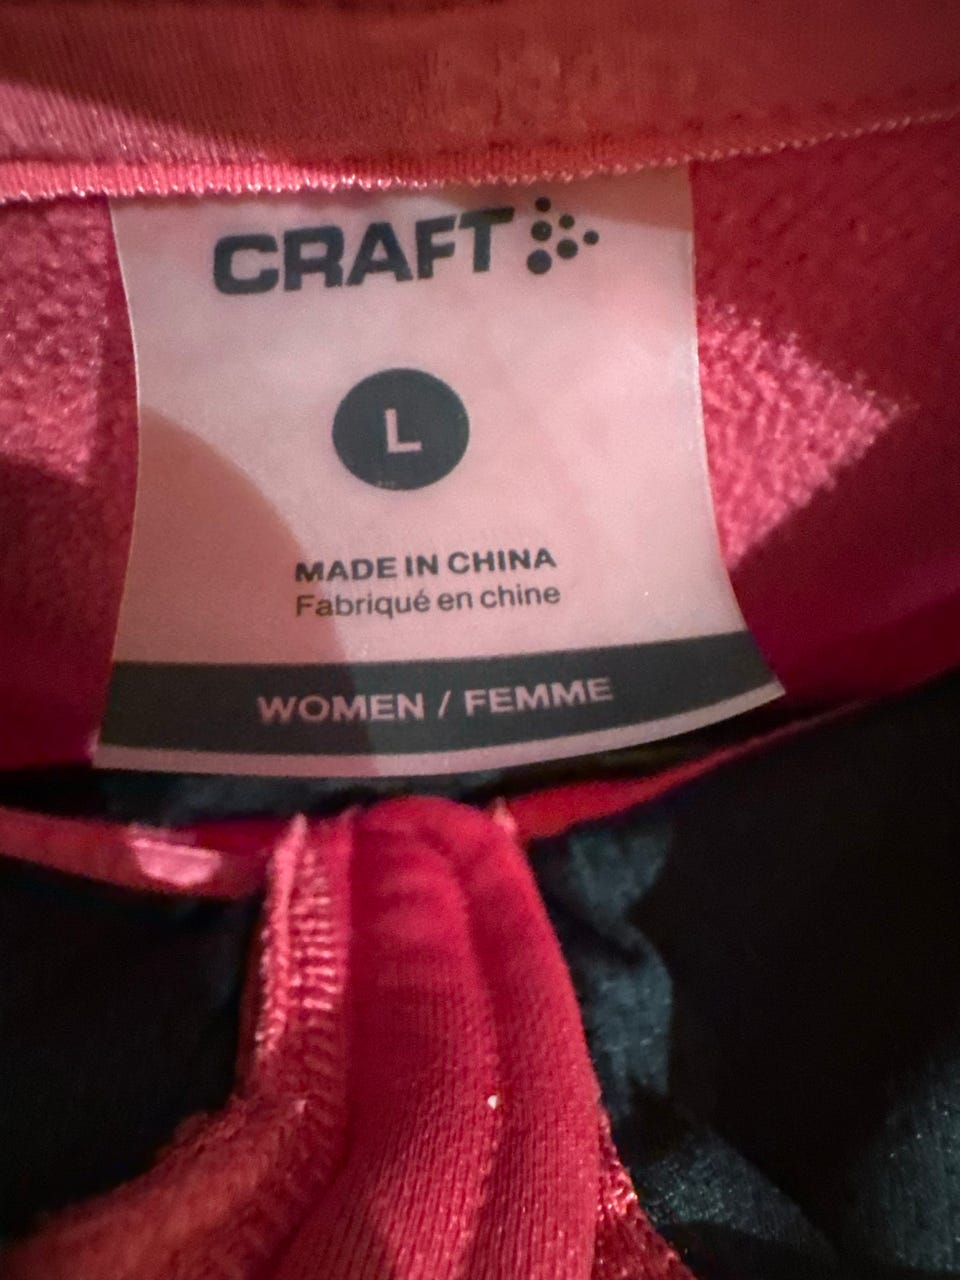 CRAFT
L
MADE IN CHINA
Fabriqué en chine
WOMEN / FEMME